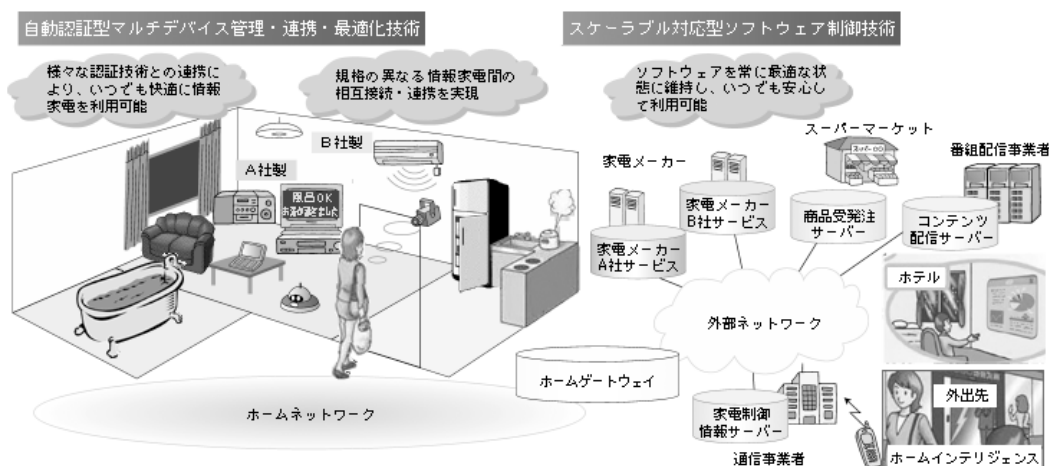 自動認証型マルチデバイス管理・連携・最適化技術
スケーラブル対応型ソフトウェア制御技術
様々な認証技術との連携に
より、いつでも快適に情報
家電を利用可能
規格の異なる情報家電間の
相互接続・連携を実現
ソフトウェアを常に最適な状
態に維持し、いつでも安心し
て利用可能
B社製
A社製
風呂OK
スーパーマーケット
家電メーカー
番組配信事業者
家電メーカー
B社サービス
商品受発注
サーバー
コンテンツ
配信サーバー
家電メーカー
A社サービス
ホテル
外部ネットワーク
ホームゲートウェイ
ホームネットワーク
家電制御
情報サーバー
通信事業者
外出先
ホームインテリジェンス